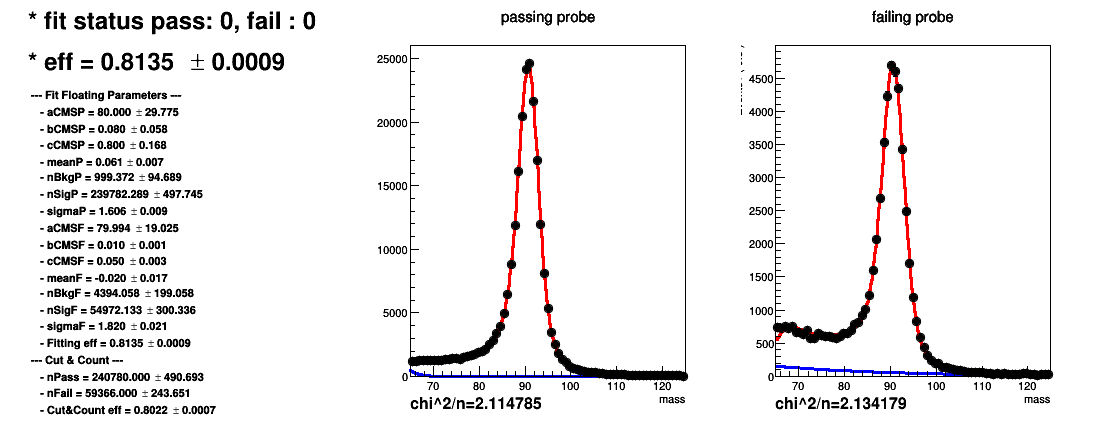 * fit status pass: 0, fail : 0
* eff = 0.8135 ± 0.0009
--- Fit Floating Parameters ---
- aCMSP = 80.000 ± 29.775
- bCMSP = 0.080 ± 0.058
- cCMSP = 0.800 ± 0.168
- meanP = 0.061 ± 0.007
- nBkgP = 999.372 ± 94.689
- nSigP = 239782.289 ± 497.745
- sigmaP = 1.606 ± 0.009
- aCMSF = 79.994 ± 19.025
- bCMSF = 0.010 ± 0.001
- cCMSF = 0.050 ± 0.003
- meanF = -0.020 ± 0.017
- nBkgF = 4394.058 ± 199.058
- nSigF = 54972.133 ± 300.336
- sigmaF = 1.820 ± 0.021
- Fitting eff = 0.8135 ± 0.0009
--- Cut & Count ---
- nPass = 240780.000 ± 490.693
- nFail = 59366.000 ± 243.651
- Cut&Count eff = 0.8022 ± 0.0007
passing probe
25000
20000
15000
10000
5000
0
70 80 90 100 110 120
mass
chi^2/n=2.114785
failing probe
4500
4000
3500
3000
2500
2000
1500
1000
500
0
70 80 90 100 110 120
mass
chi^2/n=2.134179